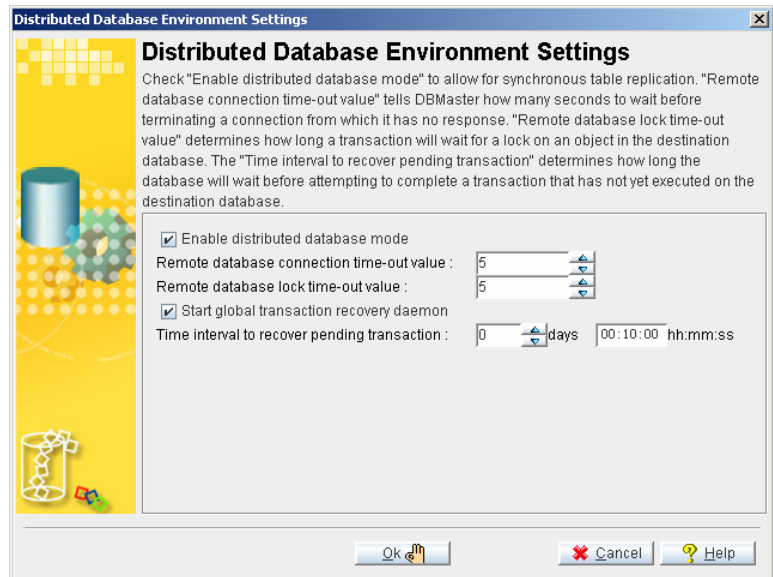 Distributed Database Environment Settings
Distributed Database Environment Settings
Check "Enable distributed database mode" to allow for synchronous table replication. "Remote
database connection time-out value" tells DBMaster how many seconds to wait before
terminating a connection from which it has no response. "Remote database lock time-out
value" determines how long a transaction will wait for a lock on an object in the destination
database. The "Time interval to recover pending transaction" determines how long the
database will wait before attempting to complete a transaction that has not yet executed on the
destination database.
Enable distributed database mode
Remote database connection time-out value : 5
Remote database lock time-out value : 5
Start global transaction recovery daemon
Time interval to recover pending transaction : 0 days 00:10:00 hh:mm:ss
Ok Cancel Help